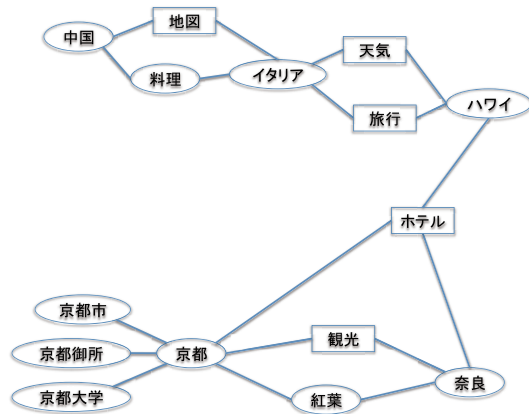 地図
中国
天気
料理
イタリア
ハワイ
旅行
ホテル
京都市
観光
京都御所
京都
奈良
京都大学
紅葉